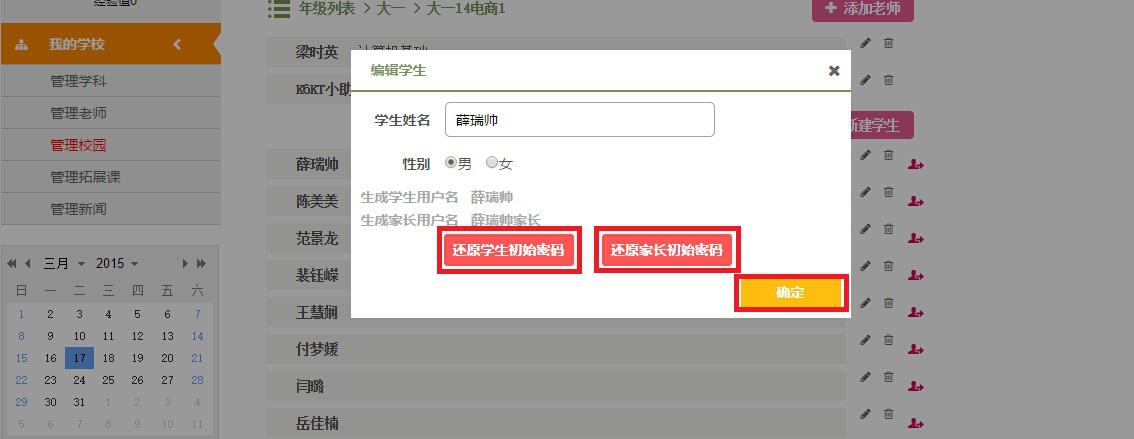 经验值0
我的学校
管理学科
管理老师
管理校园
管理拓展课
管理新闻
三月 2015
日 一 二 三 四 五 六
1 2 3 4 5 6 7
8 9 10 11 12 13 14
15 16 17 18 19 20 21
22 23 24 25 26 27 28
29 30 31 1 2 3 4
5 6 7 8 9 10 11
年级列表 > 大一 > 大一14电商1
+ 添加老师
梁时英 计算机基础
K6KT小助
新建学生
薛瑞帅
陈美美
范景龙
裴钰嵘
王慧娴
付梦媛
闫璐
岳佳楠
编辑学生
学生姓名 薛瑞帅
性别 男 女
生成学生用户名 薛瑞帅
生成家长用户名 薛瑞帅家长
还原学生初始密码 还原家长初始密码
确定